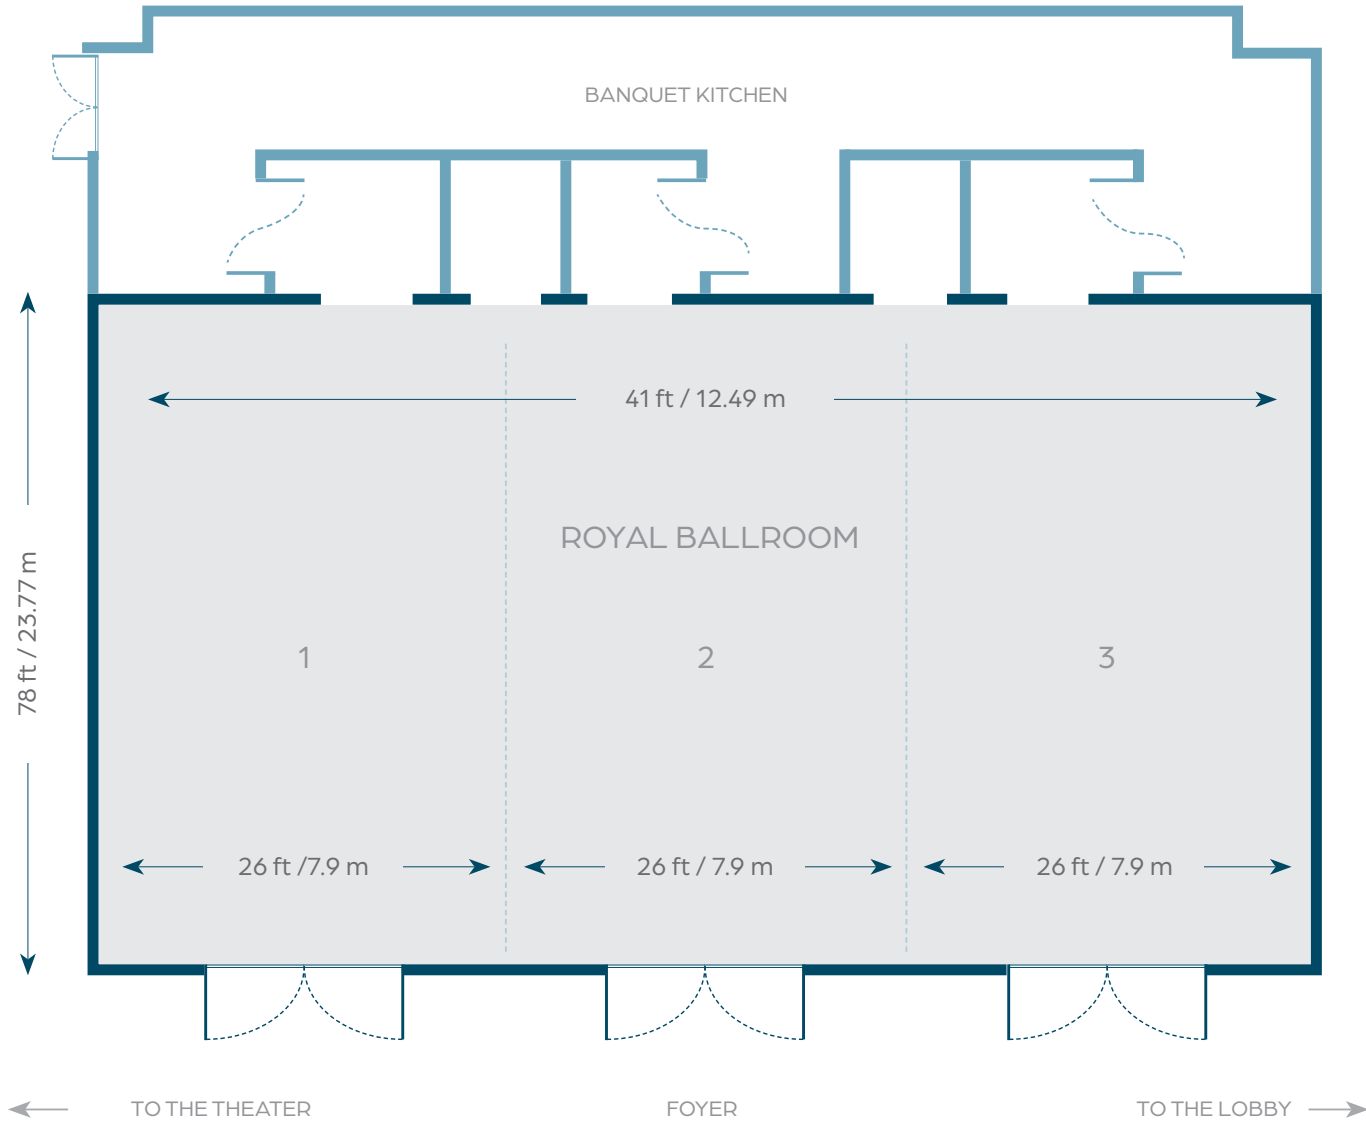 BANQUET KITCHEN
41 ft / 12.49 m
ROYAL BALLROOM
78 ft / 23.77 m
1
2
3
26 ft /7.9 m
26 ft / 7.9 m
26 ft / 7.9 m
TO THE THEATER
FOYER
TO THE LOBBY